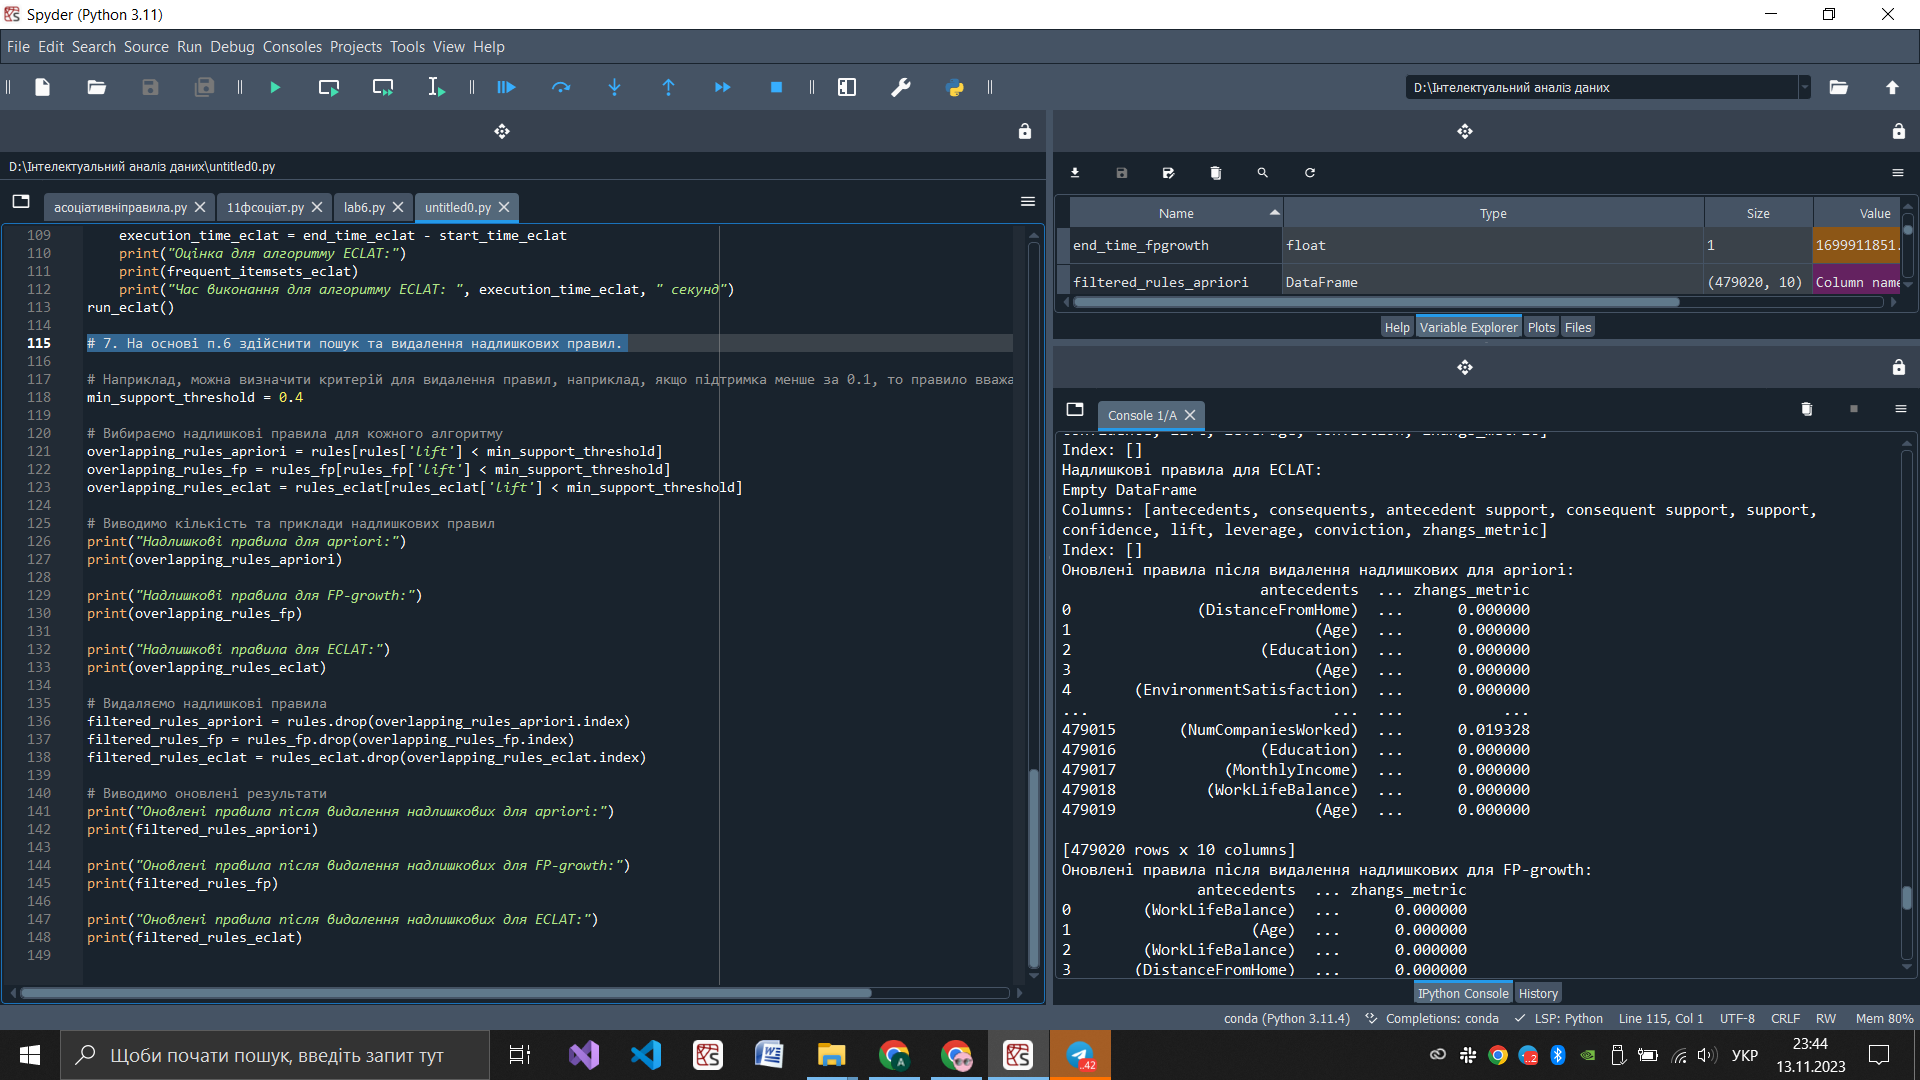 Spyder (Python 3.11)
File Edit Search Source Run Debug Consoles Projects Tools View Help
D:\Інтелектуальний аналіз даних
D:\Інтелектуальний аналіз даних\untitled0.py
асоціативніправила.py 11фсоціат.py lab6.py untitled0.py
109 execution_time_eclat = end_time_eclat - start_time_eclat
110 print("Оцінка для алгоритму ECLAT:")
111 print(frequent_itemsets_eclat)
112 print("Час виконання для алгоритму ECLAT: ", execution_time_eclat, " секунд")
113 run_eclat()
114
115 # 7. На основі п.6 здійснити пошук та видалення надлишкових правил.
116
117 # Наприклад, можна визначити критерій для видалення правил, наприклад, якщо підтримка менше за 0.1, то правило вважа
118 min_support_threshold = 0.4
119
120 # Вибираємо надлишкові правила для кожного алгоритму
121 overlapping_rules_apriori = rules[rules['lift'] < min_support_threshold]
122 overlapping_rules_fp = rules_fp[rules_fp['lift'] < min_support_threshold]
123 overlapping_rules_eclat = rules_eclat[rules_eclat['lift'] < min_support_threshold]
124
125 # Виводимо кількість та приклади надлишкових правил
126 print("Надлишкові правила для apriori:")
127 print(overlapping_rules_apriori)
128
129 print("Надлишкові правила для FP-growth:")
130 print(overlapping_rules_fp)
131
132 print("Надлишкові правила для ECLAT:")
133 print(overlapping_rules_eclat)
134
135 # Видаляємо надлишкові правила
136 filtered_rules_apriori = rules.drop(overlapping_rules_apriori.index)
137 filtered_rules_fp = rules_fp.drop(overlapping_rules_fp.index)
138 filtered_rules_eclat = rules_eclat.drop(overlapping_rules_eclat.index)
139
140 # Виводимо оновлені результати
141 print("Оновлені правила після видалення надлишкових для apriori:")
142 print(filtered_rules_apriori)
143
144 print("Оновлені правила після видалення надлишкових для FP-growth:")
145 print(filtered_rules_fp)
146
147 print("Оновлені правила після видалення надлишкових для ECLAT:")
148 print(filtered_rules_eclat)
149
Name Type Size Value
end_time_fpgrowth float 1 1699911851.
filtered_rules_apriori DataFrame (479020, 10) Column name
Help Variable Explorer Plots Files
Console 1/A
confidence, lift, leverage, conviction, zhangs_metric]
Index: []
Надлишкові правила для ECLAT:
Empty DataFrame
Columns: [antecedents, consequents, antecedent support, consequent support, support,
confidence, lift, leverage, conviction, zhangs_metric]
Index: []
Оновлені правила після видалення надлишкових для apriori:
antecedents ... zhangs_metric
0 (DistanceFromHome) ... 0.000000
1 (Age) ... 0.000000
2 (Education) ... 0.000000
3 (Age) ... 0.000000
4 (EnvironmentSatisfaction) ... 0.000000
... ... ... ...
479015 (NumCompaniesWorked) ... 0.019328
479016 (Education) ... 0.000000
479017 (MonthlyIncome) ... 0.000000
479018 (WorkLifeBalance) ... 0.000000
479019 (Age) ... 0.000000
[479020 rows x 10 columns]
Оновлені правила після видалення надлишкових для FP-growth:
antecedents ... zhangs_metric
0 (WorkLifeBalance) ... 0.000000
1 (Age) ... 0.000000
2 (WorkLifeBalance) ... 0.000000
3 (DistanceFromHome) ... 0.000000
IPython Console History
conda (Python 3.11.4) Completions: conda LSP: Python Line 115, Col 1 UTF-8 CRLF RW Mem 80%
Щоби почати пошук, введіть запит тут
A
..42
..2
УКР
23:44
13.11.2023